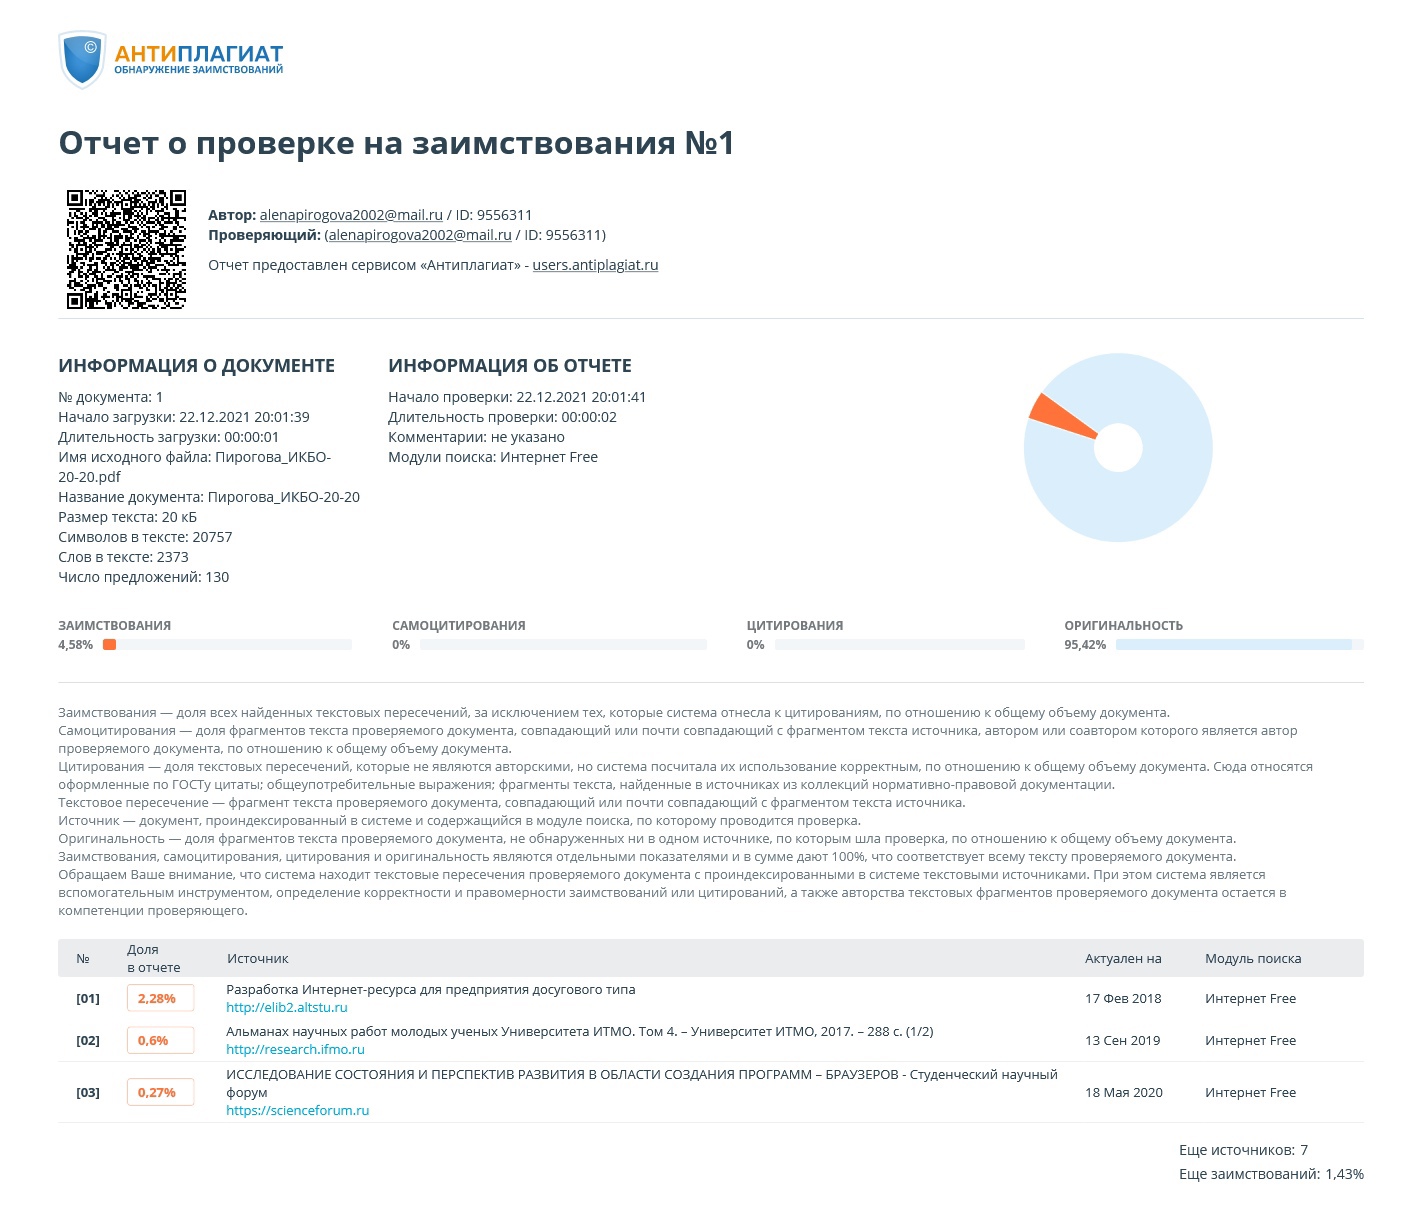 ©
АНТИПЛАГИАТ
ОБНАРУЖЕНИЕ ЗАИМСТВОВАНИЙ
Отчет о проверке на заимствования №1
Автор: alenapirogova2002@mail.ru / ID: 9556311
Проверяющий: (alenapirogova2002@mail.ru / ID: 9556311)
Отчет предоставлен сервисом «Антиплагиат» - users.antiplagiat.ru
ИНФОРМАЦИЯ О ДОКУМЕНТЕ
№ документа: 1
Начало загрузки: 22.12.2021 20:01:39
Длительность загрузки: 00:00:01
Имя исходного файла: Пирогова_ИКБО-
20-20.pdf
Название документа: Пирогова_ИКБО-20-20
Размер текста: 20 кБ
Символов в тексте: 20757
Слов в тексте: 2373
Число предложений: 130
ИНФОРМАЦИЯ ОБ ОТЧЕТЕ
Начало проверки: 22.12.2021 20:01:41
Длительность проверки: 00:00:02
Комментарии: не указано
Модули поиска: Интернет Free
ЗАИМСТВОВАНИЯ
4,58%
САМОЦИТИРОВАНИЯ
0%
ЦИТИРОВАНИЯ
0%
ОРИГИНАЛЬНОСТЬ
95,42%
Заимствования — доля всех найденных текстовых пересечений, за исключением тех, которые система отнесла к цитированиям, по отношению к общему объему документа.
Самоцитирования — доля фрагментов текста проверяемого документа, совпадающий или почти совпадающий с фрагментом текста источника, автором или соавтором которого является автор
проверяемого документа, по отношению к общему объему документа.
Цитирования — доля текстовых пересечений, которые не являются авторскими, но система посчитала их использование корректным, по отношению к общему объему документа. Сюда относятся
оформленные по ГОСТу цитаты; общеупотребительные выражения; фрагменты текста, найденные в источниках из коллекций нормативно-правовой документации.
Текстовое пересечение — фрагмент текста проверяемого документа, совпадающий или почти совпадающий с фрагментом текста источника.
Источник — документ, проиндексированный в системе и содержащийся в модуле поиска, по которому проводится проверка.
Оригинальность — доля фрагментов текста проверяемого документа, не обнаруженных ни в одном источнике, по которым шла проверка, по отношению к общему объему документа.
Заимствования, самоцитирования, цитирования и оригинальность являются отдельными показателями и в сумме дают 100%, что соответствует всему тексту проверяемого документа.
Обращаем Ваше внимание, что система находит текстовые пересечения проверяемого документа с проиндексированными в системе текстовыми источниками. При этом система является
вспомогательным инструментом, определение корректности и правомерности заимствований или цитирований, а также авторства текстовых фрагментов проверяемого документа остается в
компетенции проверяющего.
№ Доля в отчете Источник Актуален на Модуль поиска
[01] 2,28% Разработка Интернет-ресурса для предприятия досугового типа 17 Фев 2018 Интернет Free
http://elib2.altstu.ru
[02] 0,6% Альманах научных работ молодых ученых Университета ИТМО. Том 4. – Университет ИТМО, 2017. – 288 с. (1/2) 13 Сен 2019 Интернет Free
http://research.ifmo.ru
[03] 0,27% ИССЛЕДОВАНИЕ СОСТОЯНИЯ И ПЕРСПЕКТИВ РАЗВИТИЯ В ОБЛАСТИ СОЗДАНИЯ ПРОГРАММ – БРАУЗЕРОВ - Студенческий научный
форум 18 Мая 2020 Интернет Free
https://scienceforum.ru
Еще источников: 7
Еще заимствований: 1,43%